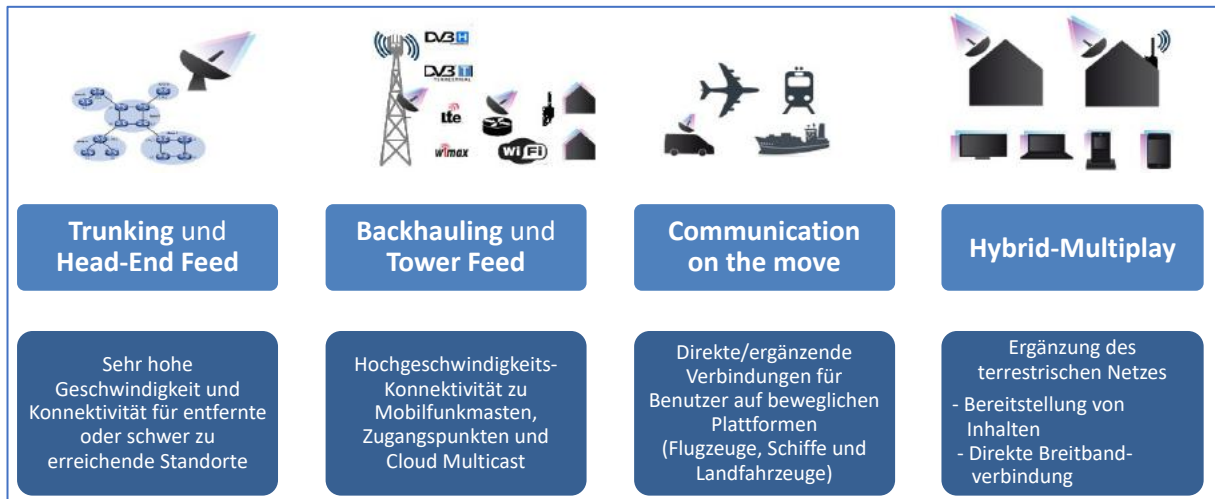 DVB H
DVB T
lte
wimax
WiFi
Trunking und
Head-End Feed
Backhauling und
Tower Feed
Communication
on the move
Hybrid-Multiplay
Sehr hohe
Geschwindigkeit und
Konnektivität für entfernte
oder schwer zu
erreichende Standorte
Hochgeschwindigkeits-
Konnektivität zu
Mobilfunkmasten,
Zugangspunkten und
Cloud Multicast
Direkte/ergänzende
Verbindungen für
Benutzer auf beweglichen
Plattformen
(Flugzeuge, Schiffe und
Landfahrzeuge)
Ergänzung des
terrestrischen Netzes
- Bereitstellung von
Inhalten
- Direkte Breitband-
verbindung